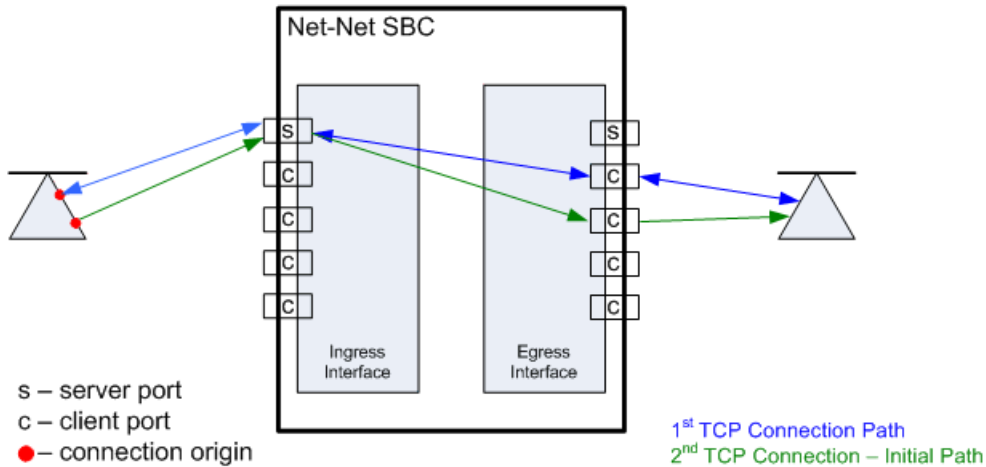 Net-Net SBC
S
C
C
C
C
S
C
C
C
C
Ingress
Interface
Egress
Interface
s – server port
c – client port
– connection origin
1st TCP Connection Path
2nd TCP Connection – Initial Path